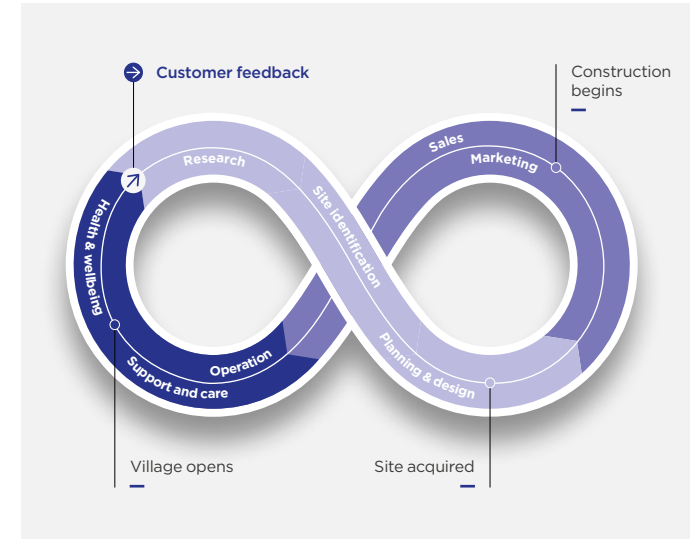 Customer feedback
Construction
begins
Research
Sales
Marketing
Site identification
Health & wellbeing
Planning & design
Operation
Support and care
Village opens
Site acquired